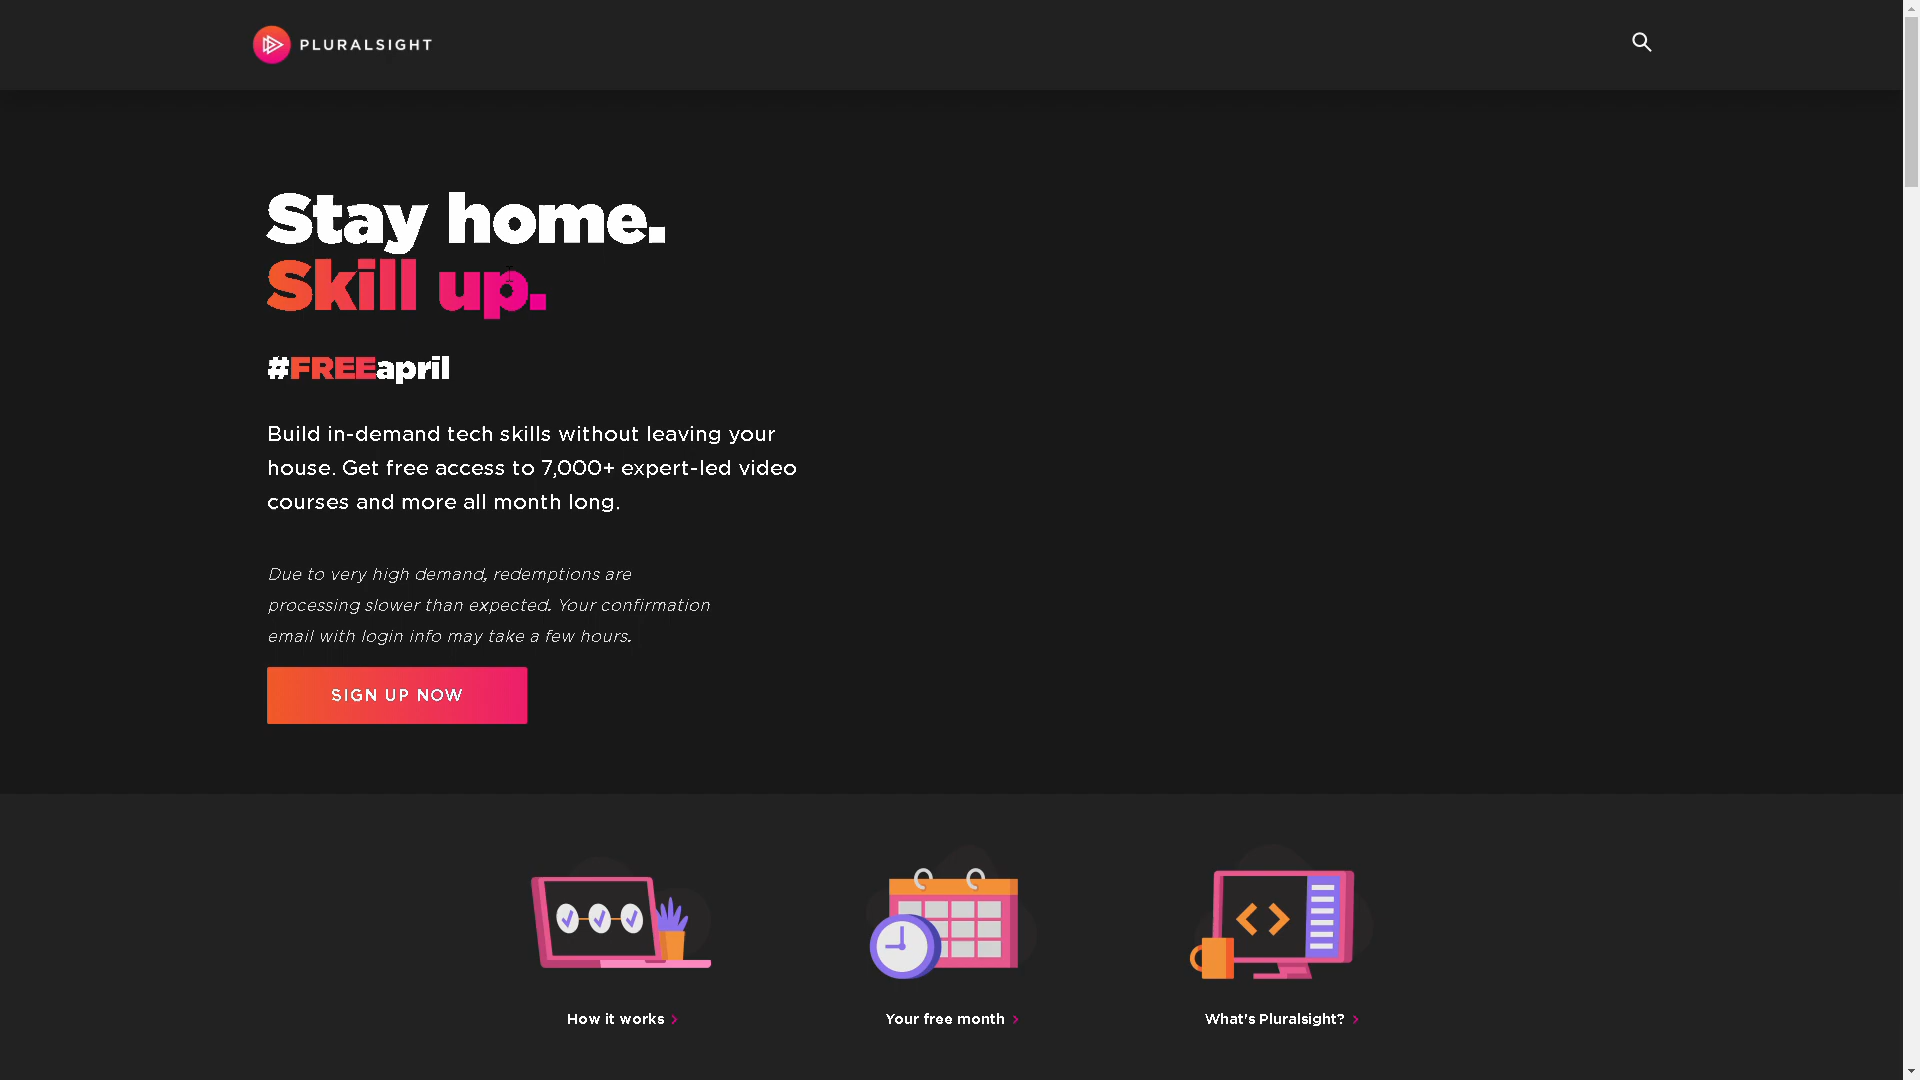 PLURALSIGHT
Stay home.
Skill up.
#FREEapril
Build in-demand tech skills without leaving your
house. Get free access to 7,000+ expert-led video
courses and more all month long.
Due to very high demand, redemptions are
processing slower than expected. Your confirmation
email with login info may take a few hours.
SIGN UP NOW
How it works
Your free month
What's Pluralsight?